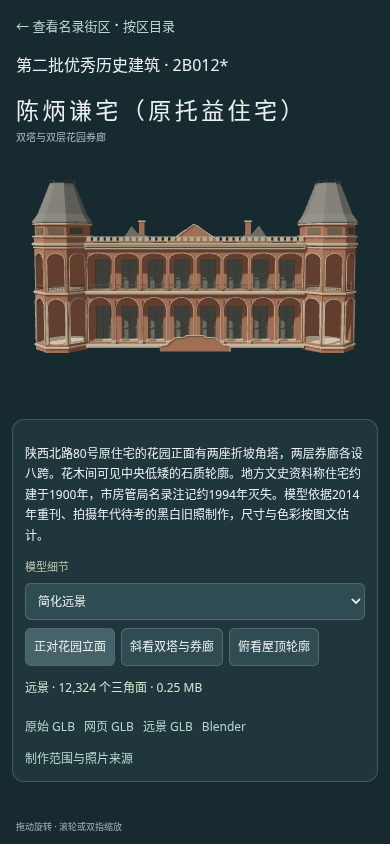 ← 查看名录街区 · 按区目录
第二批优秀历史建筑 · 2B012*
陈炳谦宅（原托益住宅）
双塔与双层花园券廊
陕西北路80号原住宅的花园正面有两座折坡角塔，两层券廊各设
八跨。花木间可见中央低矮的石质轮廓。地方文史资料称住宅约
建于1900年，市房管局名录注记约1994年灭失。模型依据2014
年重刊、拍摄年代待考的黑白旧照制作，尺寸与色彩按图文估
计。
模型细节
简化远景
正对花园立面 斜看双塔与券廊 俯看屋顶轮廓
远景 · 12,324 个三角面 · 0.25 MB
原始 GLB 网页 GLB 远景 GLB Blender
制作范围与照片来源
拖动旋转 · 滚轮或双指缩放